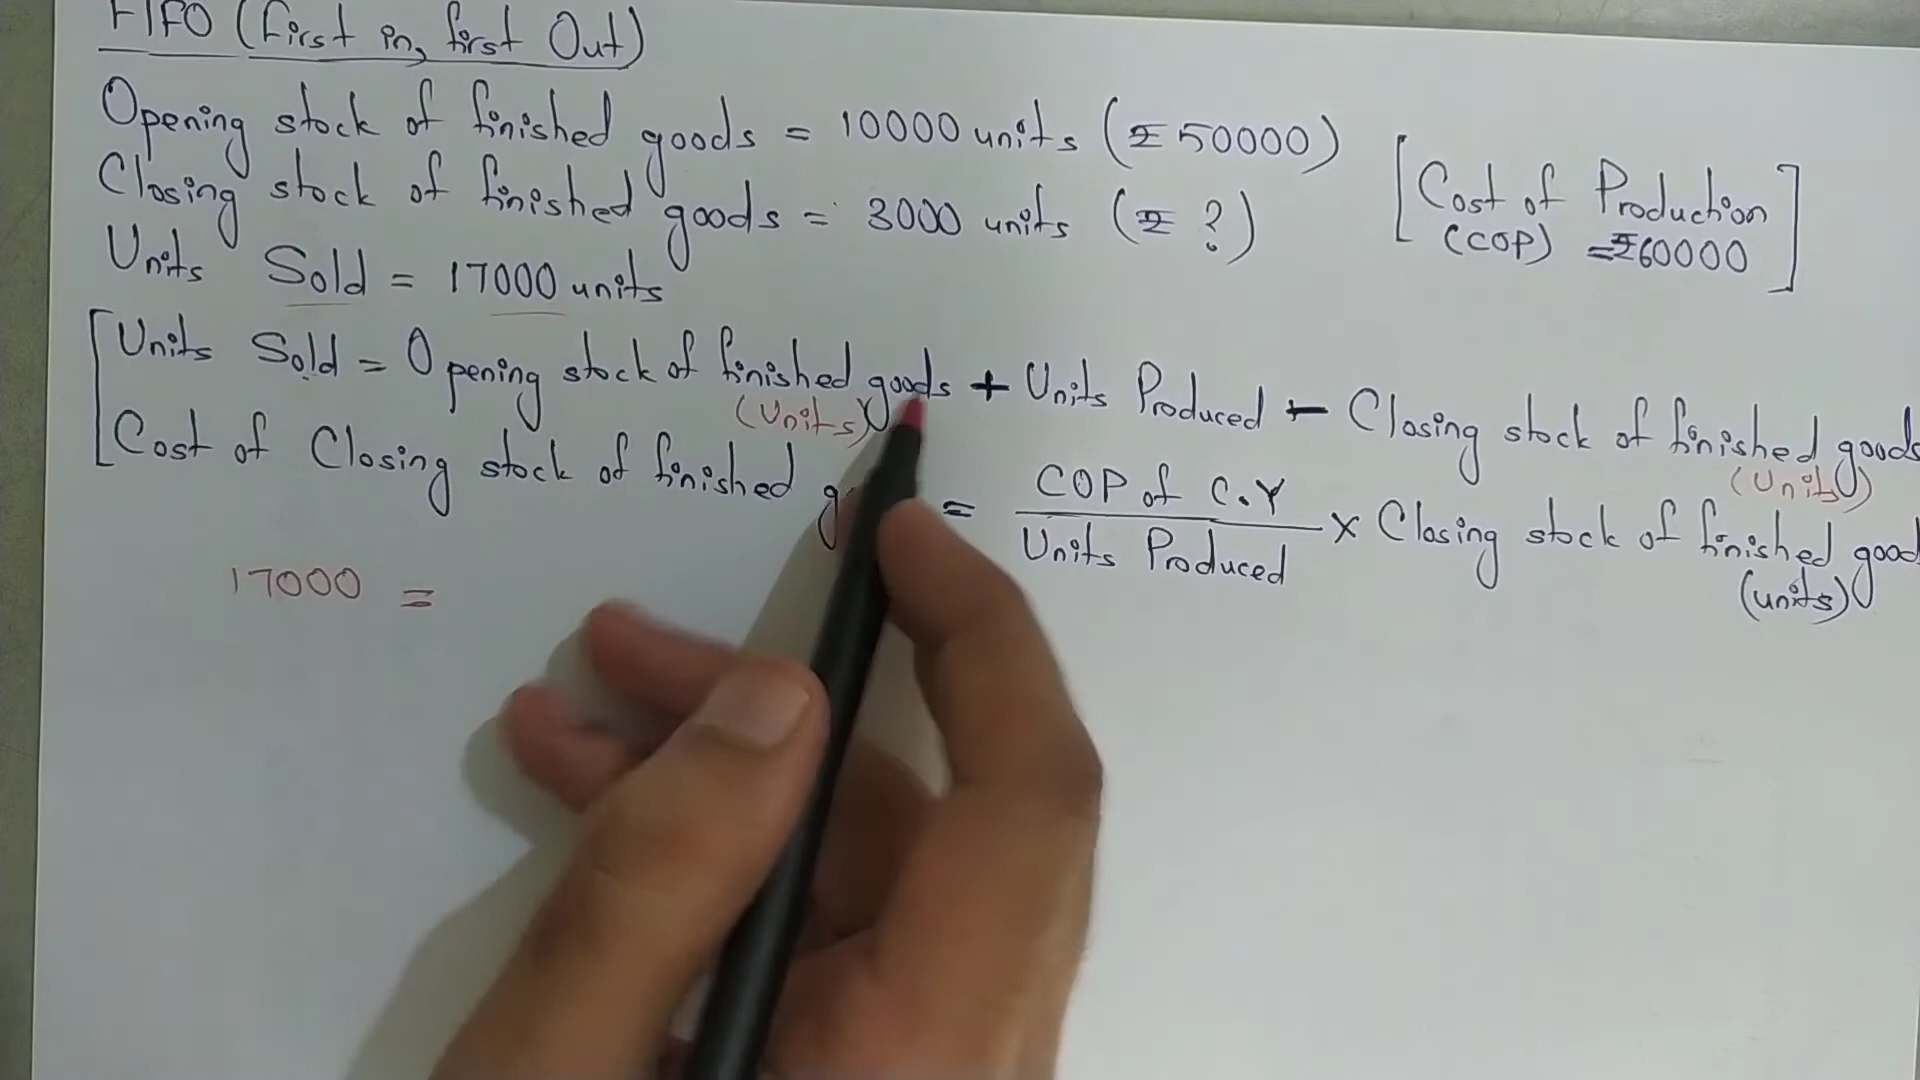 FIFO (First in, first Out)
Opening stock of finished goods = 10000 units (₹ 50000)
Closing stock of finished goods = 3000 units (₹ ?)
[Cost of Production
(COP) = ₹60000]
Units Sold = 17000 units
[Units Sold = Opening stock of finished goods + Units Produced - Closing stock of finished goods
(Units) (Units)
[Cost of Closing stock of finished = COP of C.Y / Units Produced × Closing stock of finished good
(units)
17000 =